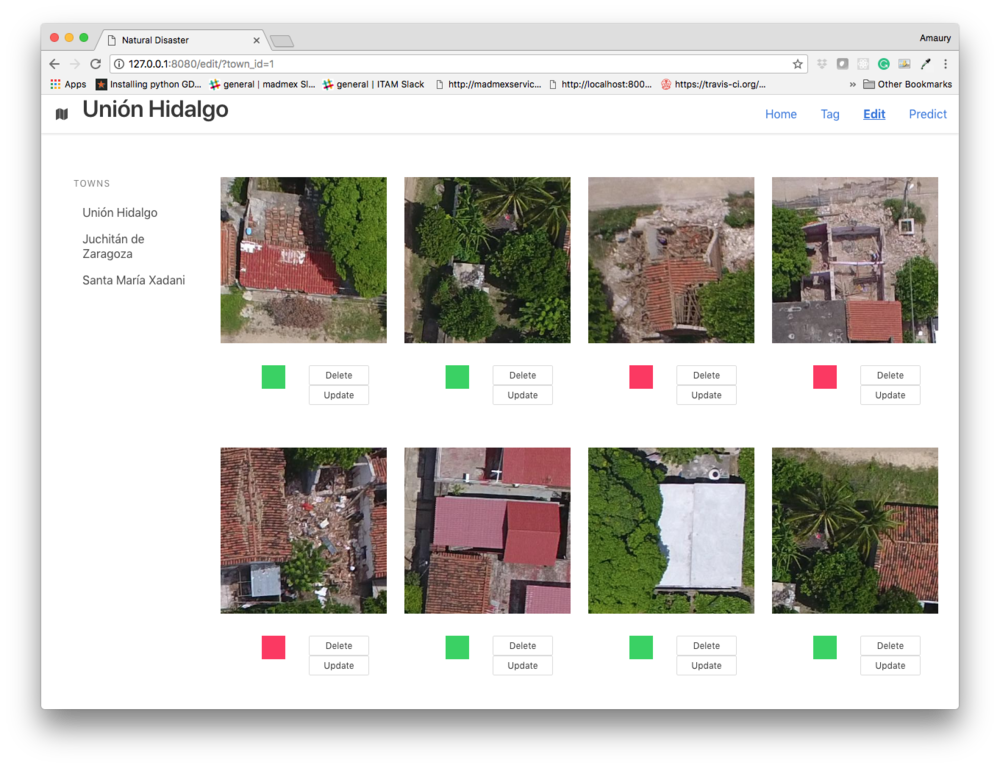 Natural Disaster
Amaury
127.0.0.1:8080/edit/?town_id=1
Apps Installing python GD... general | madmex Sl... general | ITAM Slack http://madmexservic... http://localhost:800... https://travis-ci.org/... » Other Bookmarks
Unión Hidalgo
Home Tag Edit Predict
TOWNS
Unión Hidalgo
Juchitán de
Zaragoza
Santa María Xadani
Delete Delete Delete Delete
Update Update Update Update
Delete Delete Delete Delete
Update Update Update Update